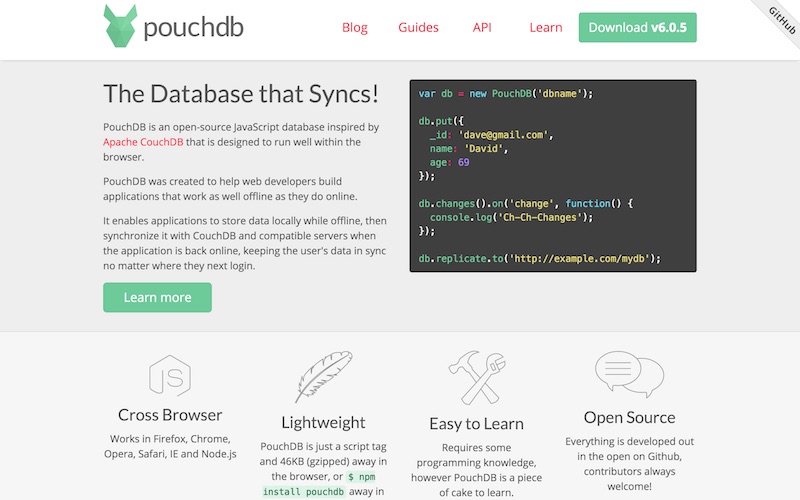 pouchdb
Blog Guides API Learn Download v6.0.5
GitHub
The Database that Syncs!
PouchDB is an open-source JavaScript database inspired by
Apache CouchDB that is designed to run well within the
browser.
PouchDB was created to help web developers build
applications that work as well offline as they do online.
It enables applications to store data locally while offline, then
synchronize it with CouchDB and compatible servers when
the application is back online, keeping the user's data in sync
no matter where they next login.
Learn more
var db = new PouchDB('dbname');
db.put({
  _id: 'dave@gmail.com',
  name: 'David',
  age: 69
});
db.changes().on('change', function() {
  console.log('Ch-Ch-Changes');
});
db.replicate.to('http://example.com/mydb');
JS
Cross Browser
Works in Firefox, Chrome,
Opera, Safari, IE and Node.js
Lightweight
PouchDB is just a script tag
and 46KB (gzipped) away in
the browser, or $ npm
install pouchdb away in
Easy to Learn
Requires some
programming knowledge,
however PouchDB is a piece
of cake to learn.
Open Source
Everything is developed out
in the open on Github,
contributors always
welcome!